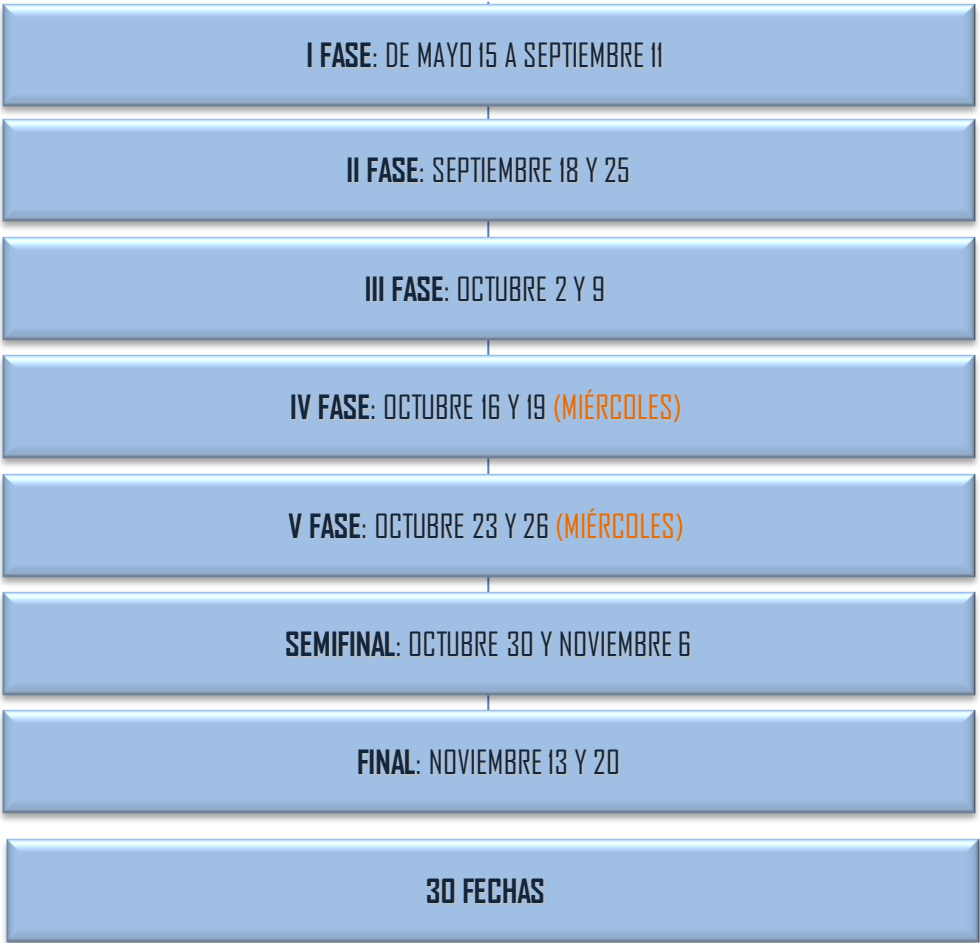 I FASE: DE MAYO 15 A SEPTIEMBRE 11
II FASE: SEPTIEMBRE 18 Y 25
III FASE: OCTUBRE 2 Y 9
IV FASE: OCTUBRE 16 Y 19 (MIÉRCOLES)
V FASE: OCTUBRE 23 Y 26 (MIÉRCOLES)
SEMIFINAL: OCTUBRE 30 Y NOVIEMBRE 6
FINAL: NOVIEMBRE 13 Y 20
30 FECHAS